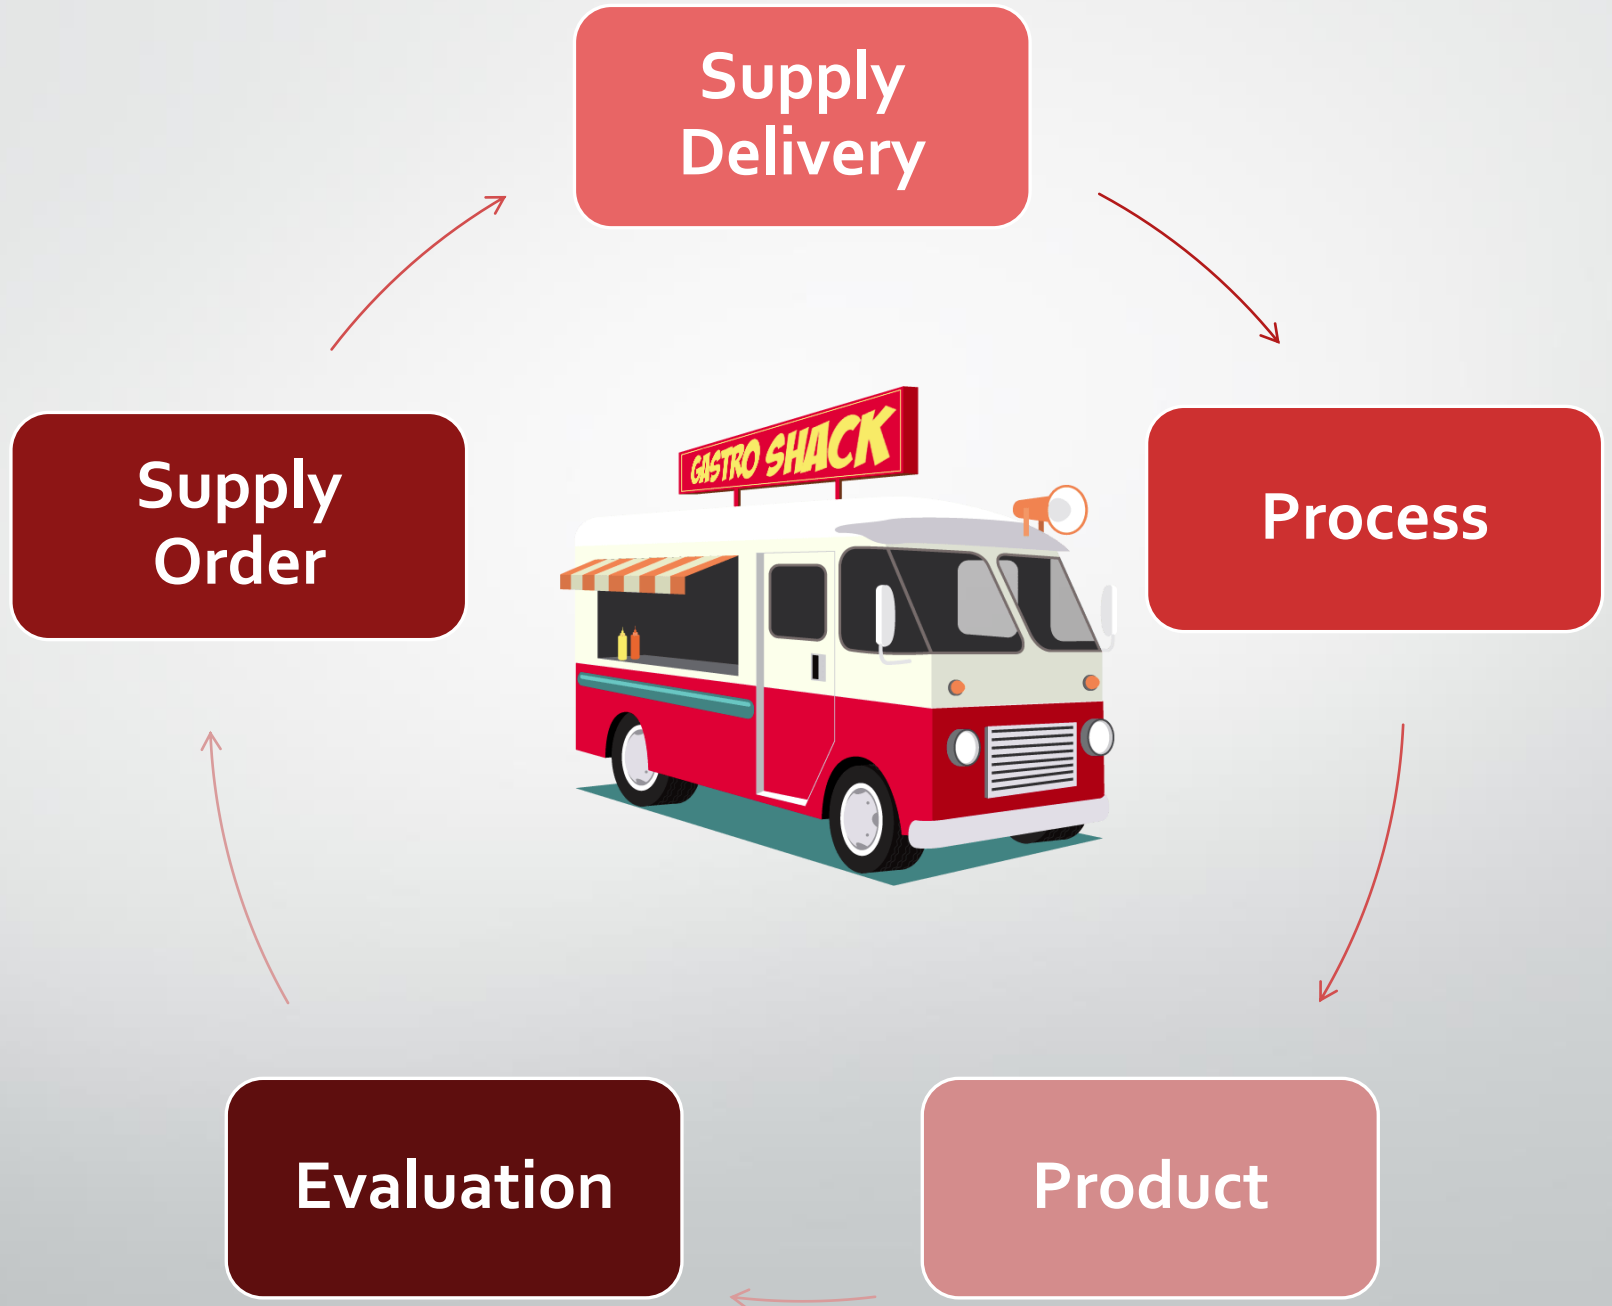 Supply
Delivery
Process
Product
Evaluation
Supply
Order
GASTRO SHACK